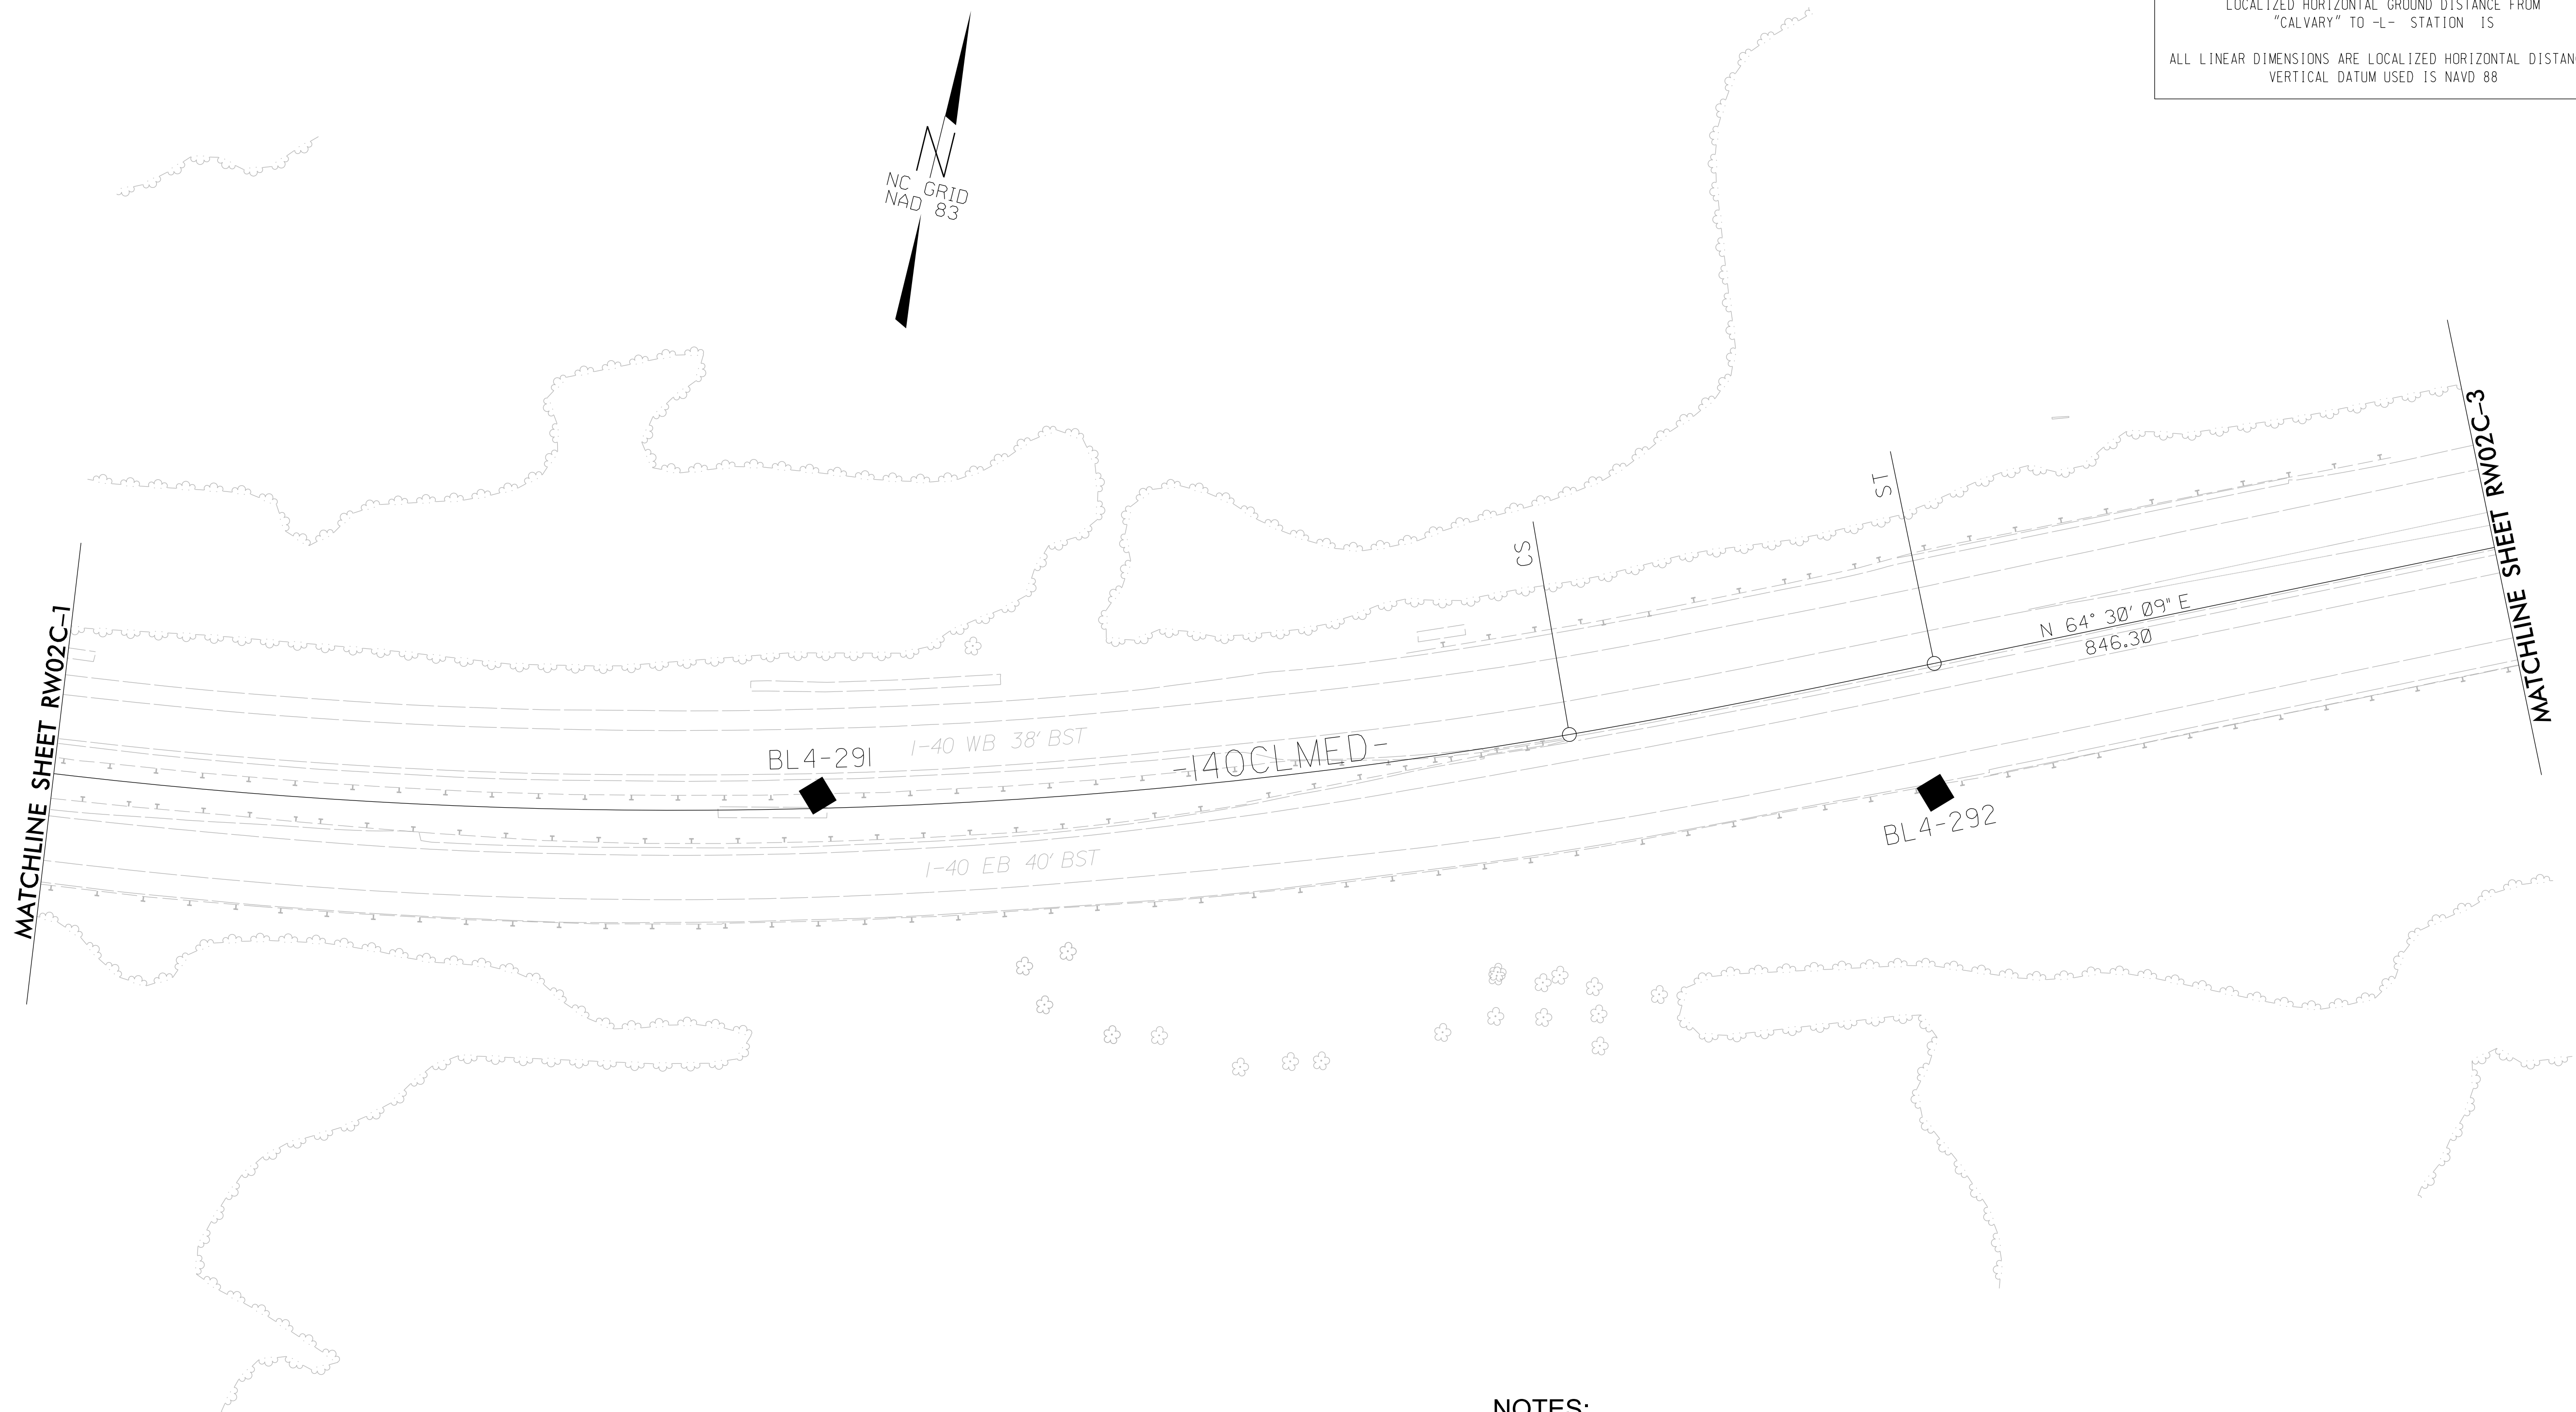 LOCALIZED HORIZONTAL GROUND DISTANCE FROM
"CALVARY" TO -L- STATION IS
ALL LINEAR DIMENSIONS ARE LOCALIZED HORIZONTAL
VERTICAL DATUM USED IS NAVD 88
N
NC GRID
NAD 83
MATCHLINE SHEET RW02C-1
MATCHLINE SHEET RW02C-3
ST
CS
N 64° 30' 09" E
846.30
BL4-291
I-40 WB 38' BST
-I40CLMED-
I-40 EB 40' BST
BL4-292
NOTES: